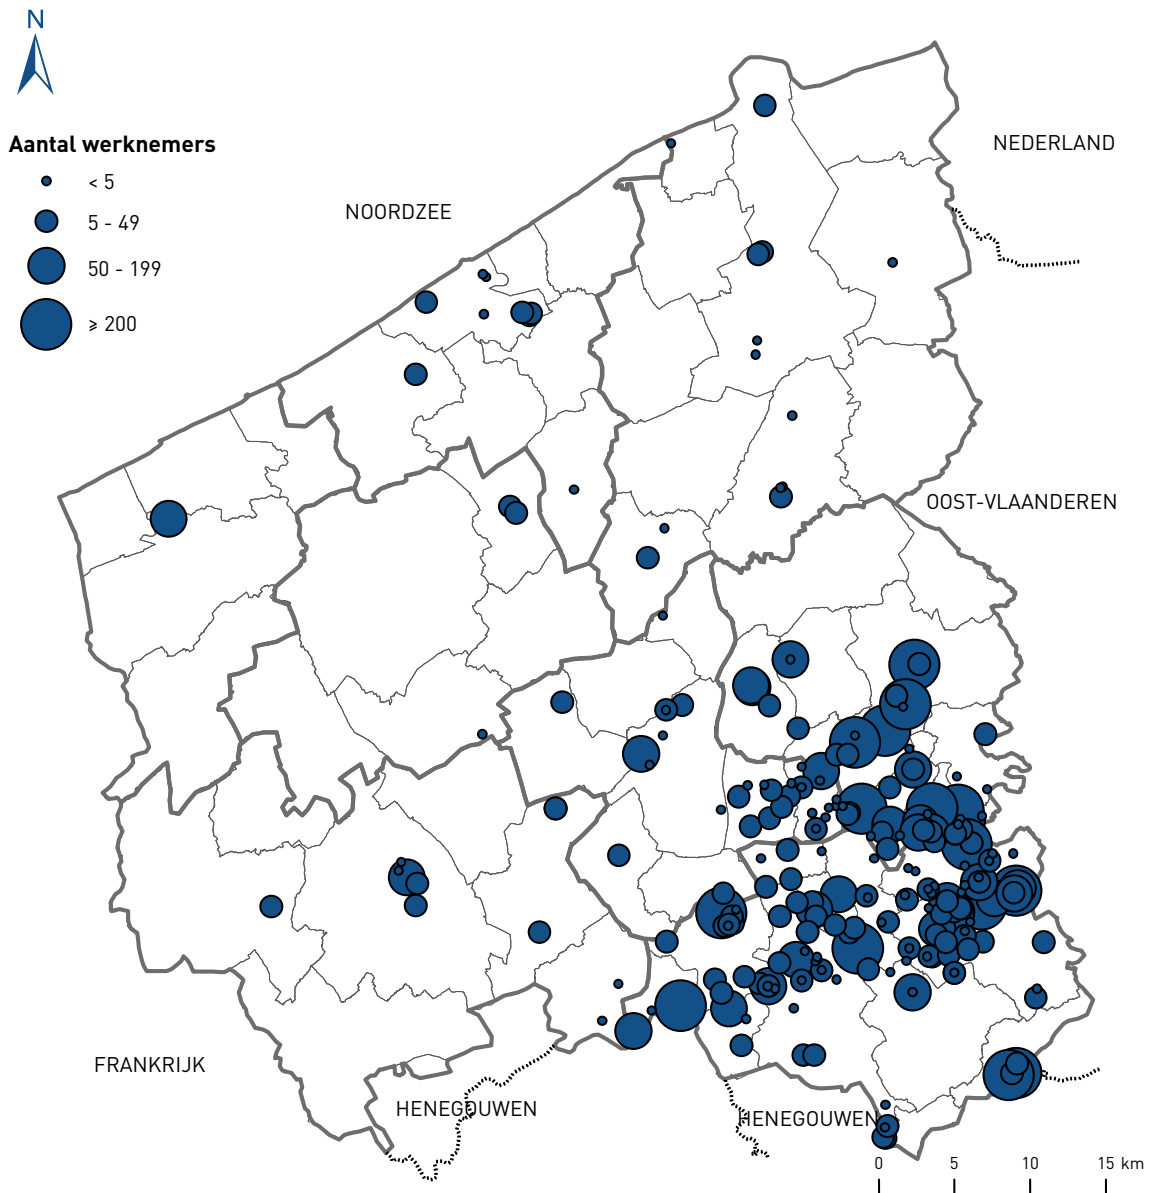 N
Aantal werknemers
< 5
5 - 49
50 - 199
⩾ 200
NOORDZEE
NEDERLAND
OOST-VLAANDEREN
FRANKRIJK
HENEGOUWEN
HENEGOUWEN
0 5 10 15 km